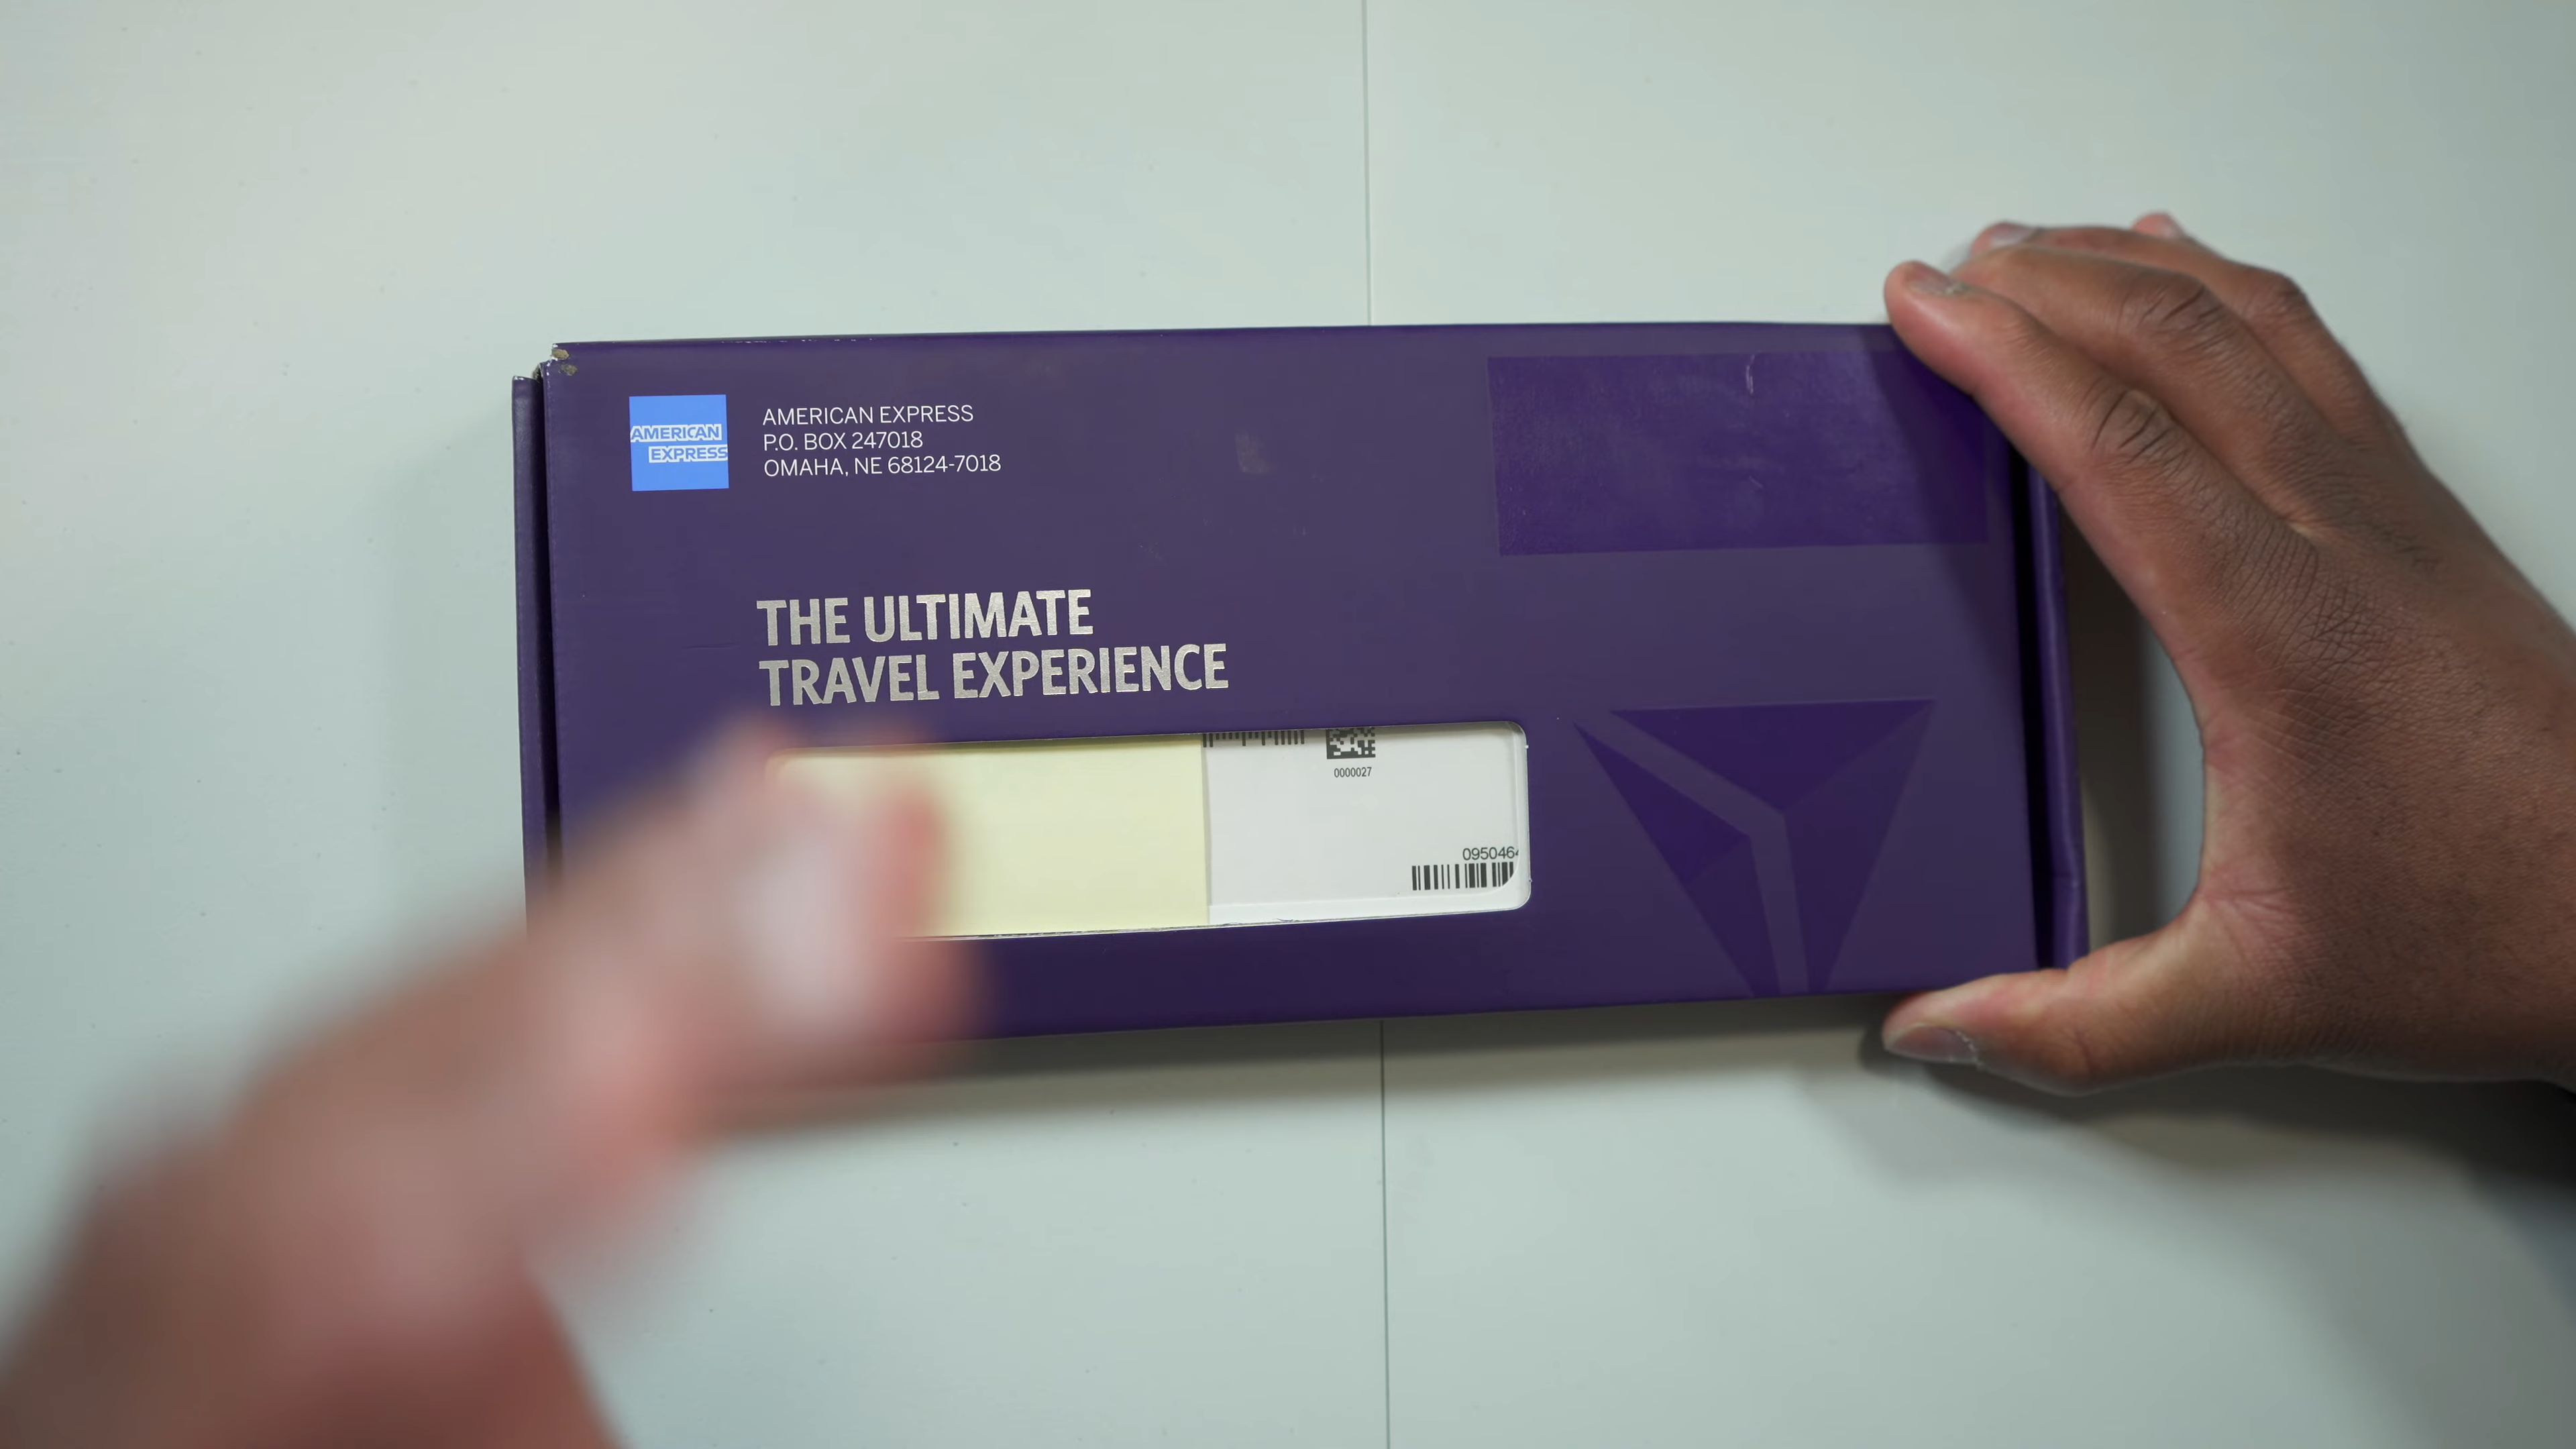 AMERICAN
EXPRESS
AMERICAN EXPRESS
P.O. BOX 247018
OMAHA, NE 68124-7018
THE ULTIMATE
TRAVEL EXPERIENCE
0000027
095046